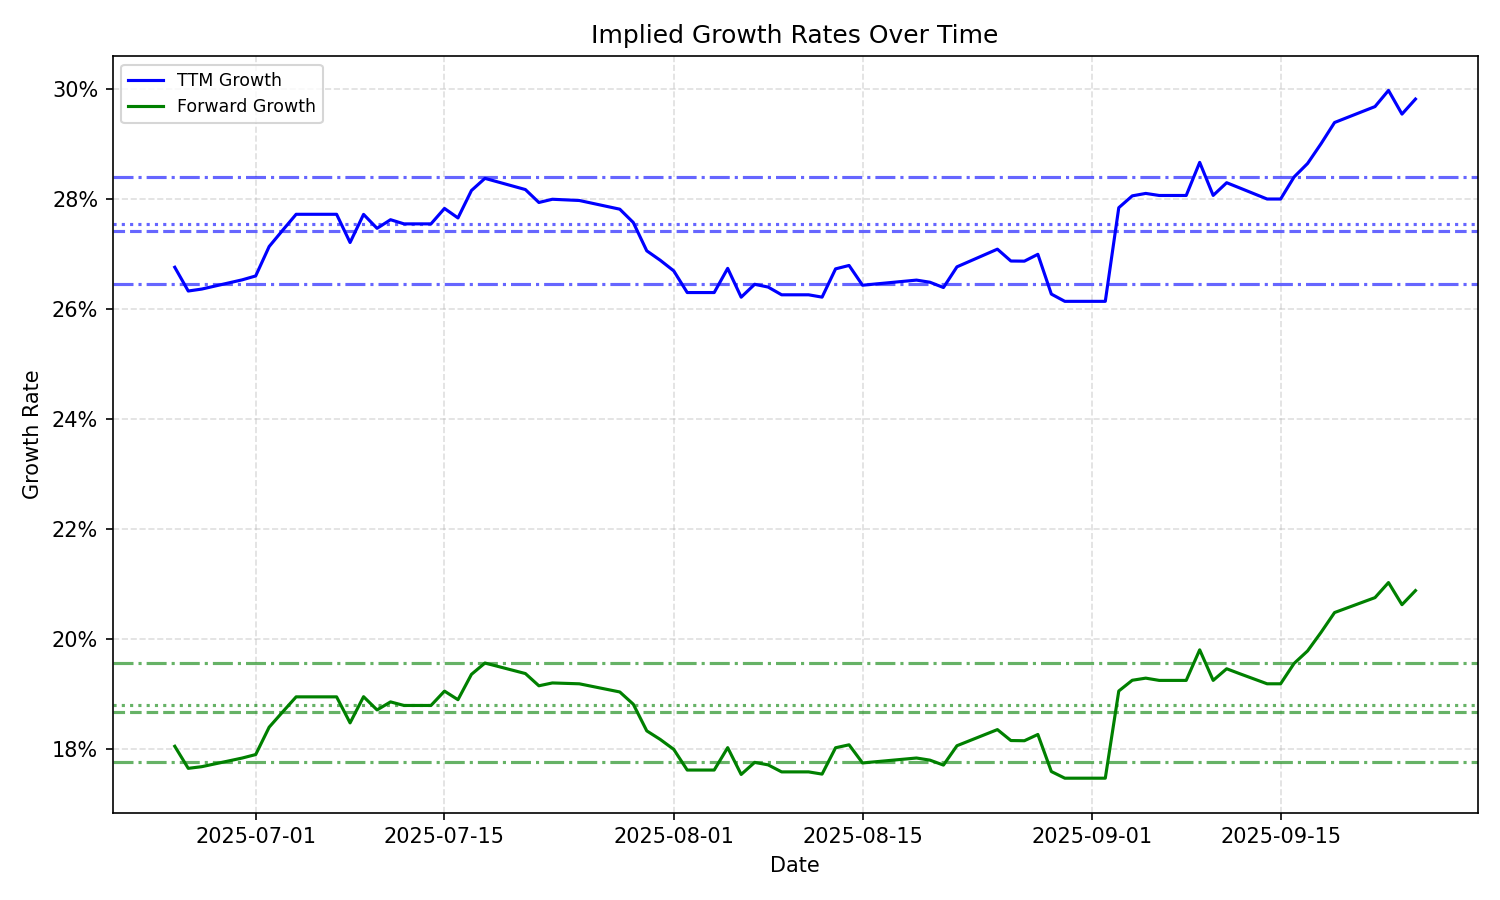 Implied Growth Rates Over Time
TTM Growth
Forward Growth
30%
28%
26%
24%
22%
20%
18%
Growth Rate
2025-07-01
2025-07-15
2025-08-01
2025-08-15
2025-09-01
2025-09-15
Date